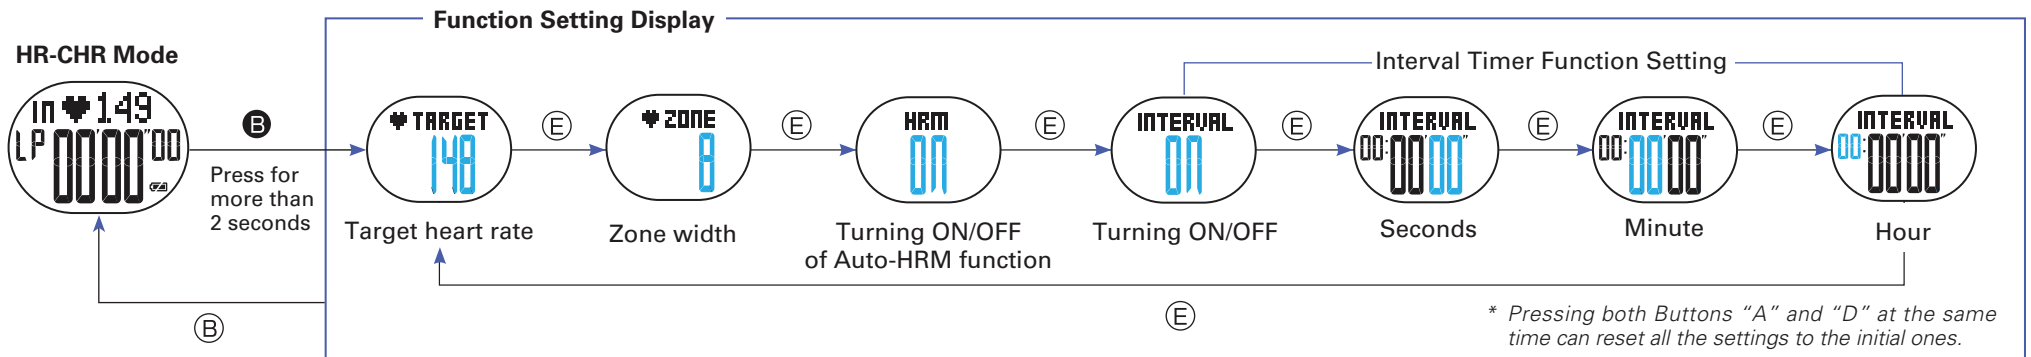 Function Setting Display
HR-CHR Mode
Interval Timer Function Setting
IN ♥ 149
LP 00'00"00
B
Press for
more than
2 seconds
♥ TARGET
148
Target heart rate
E
♥ ZONE
8
Zone width
E
HRM
ON
Turning ON/OFF
of Auto-HRM function
E
INTERVAL
ON
Turning ON/OFF
E
INTERVAL
00:00'00"
Seconds
E
INTERVAL
00:00'00"
Minute
E
INTERVAL
00:00'00"
Hour
B
E
* Pressing both Buttons “A” and “D” at the same
time can reset all the settings to the initial ones.